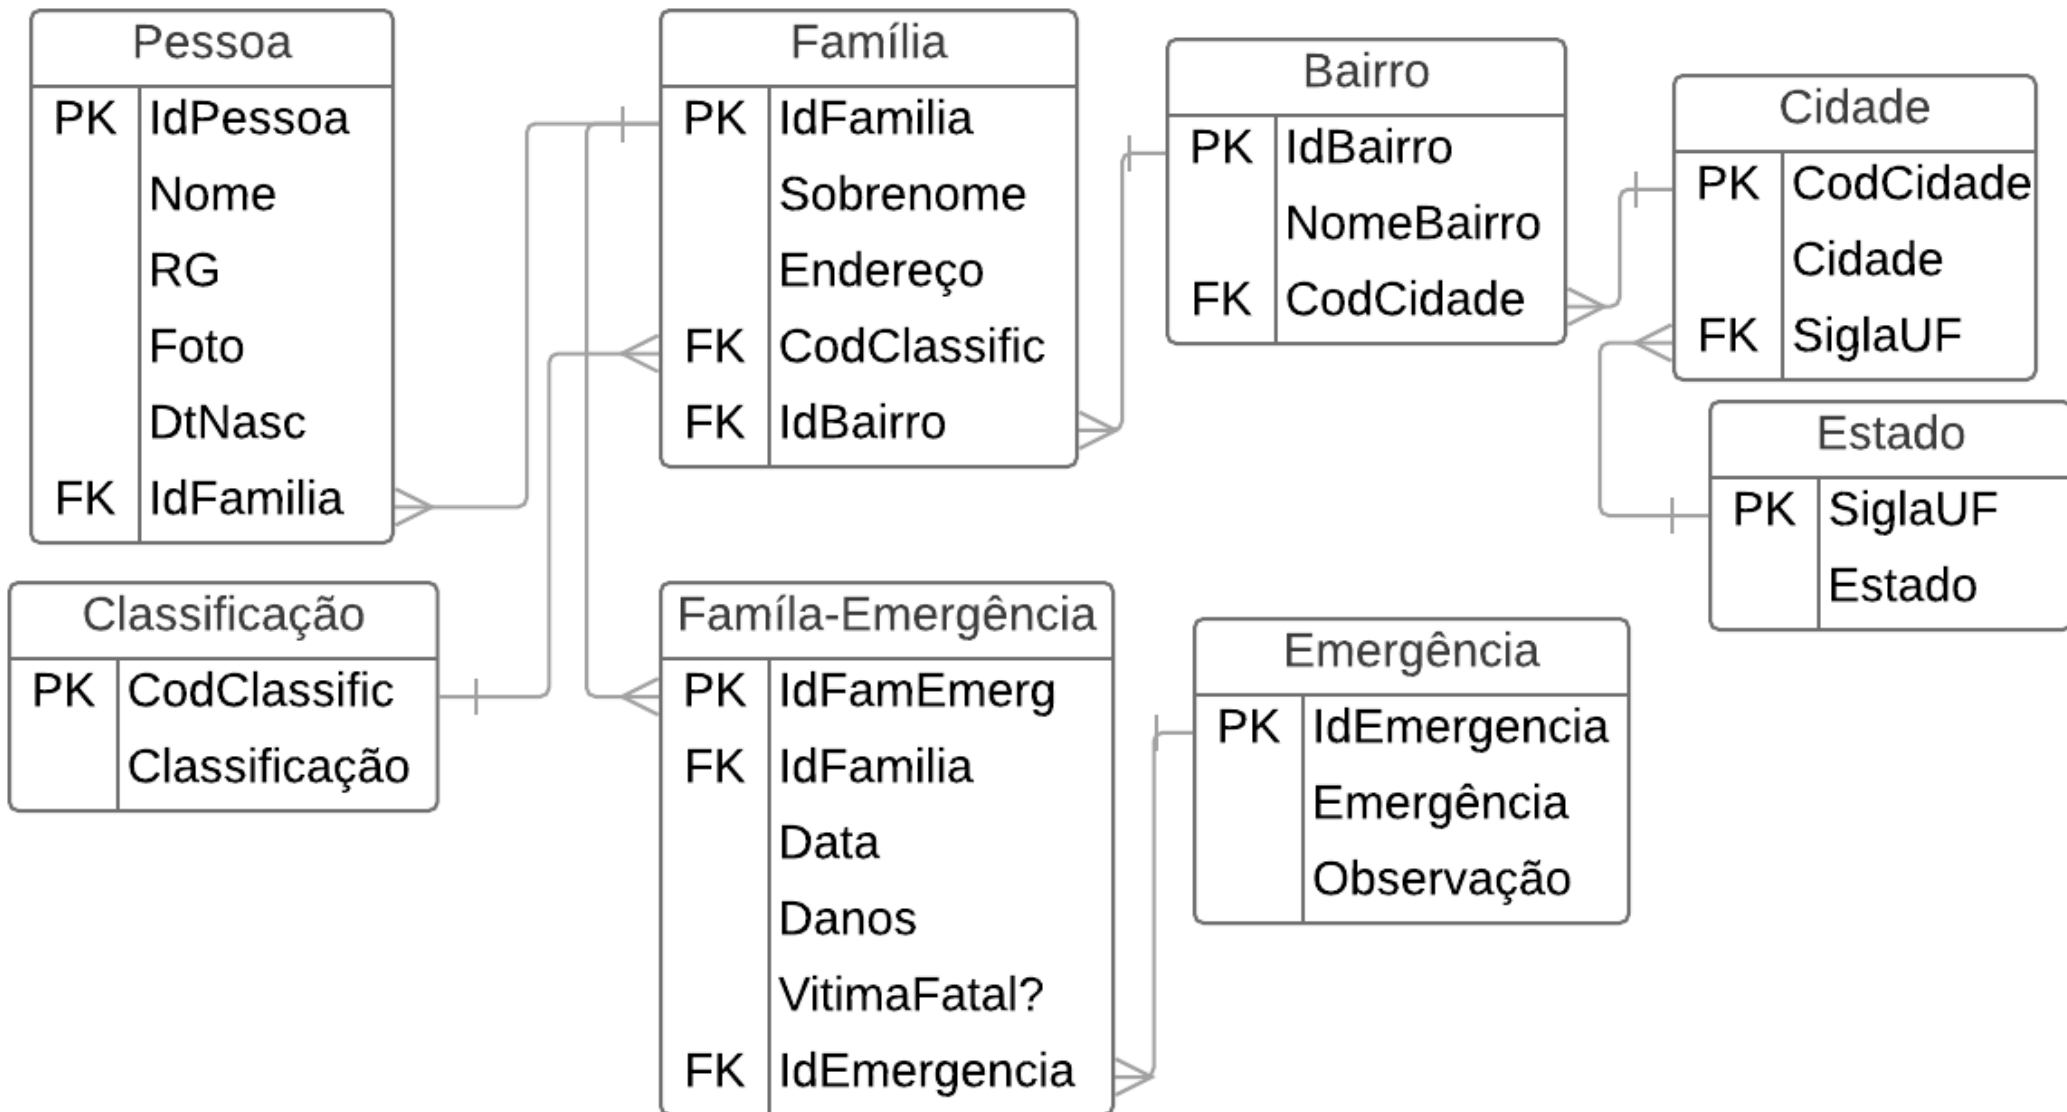 Pessoa
PK IdPessoa
Nome
RG
Foto
DtNasc
FK IdFamilia
Família
PK IdFamilia
Sobrenome
Endereço
FK CodClassific
FK IdBairro
Bairro
PK IdBairro
NomeBairro
FK CodCidade
Cidade
PK CodCidade
Cidade
FK SiglaUF
Estado
PK SiglaUF
Estado
Classificação
PK CodClassific
Classificação
Famíla-Emergência
PK IdFamEmerg
FK IdFamilia
Data
Danos
VitimaFatal?
FK IdEmergencia
Emergência
PK IdEmergencia
Emergência
Observação